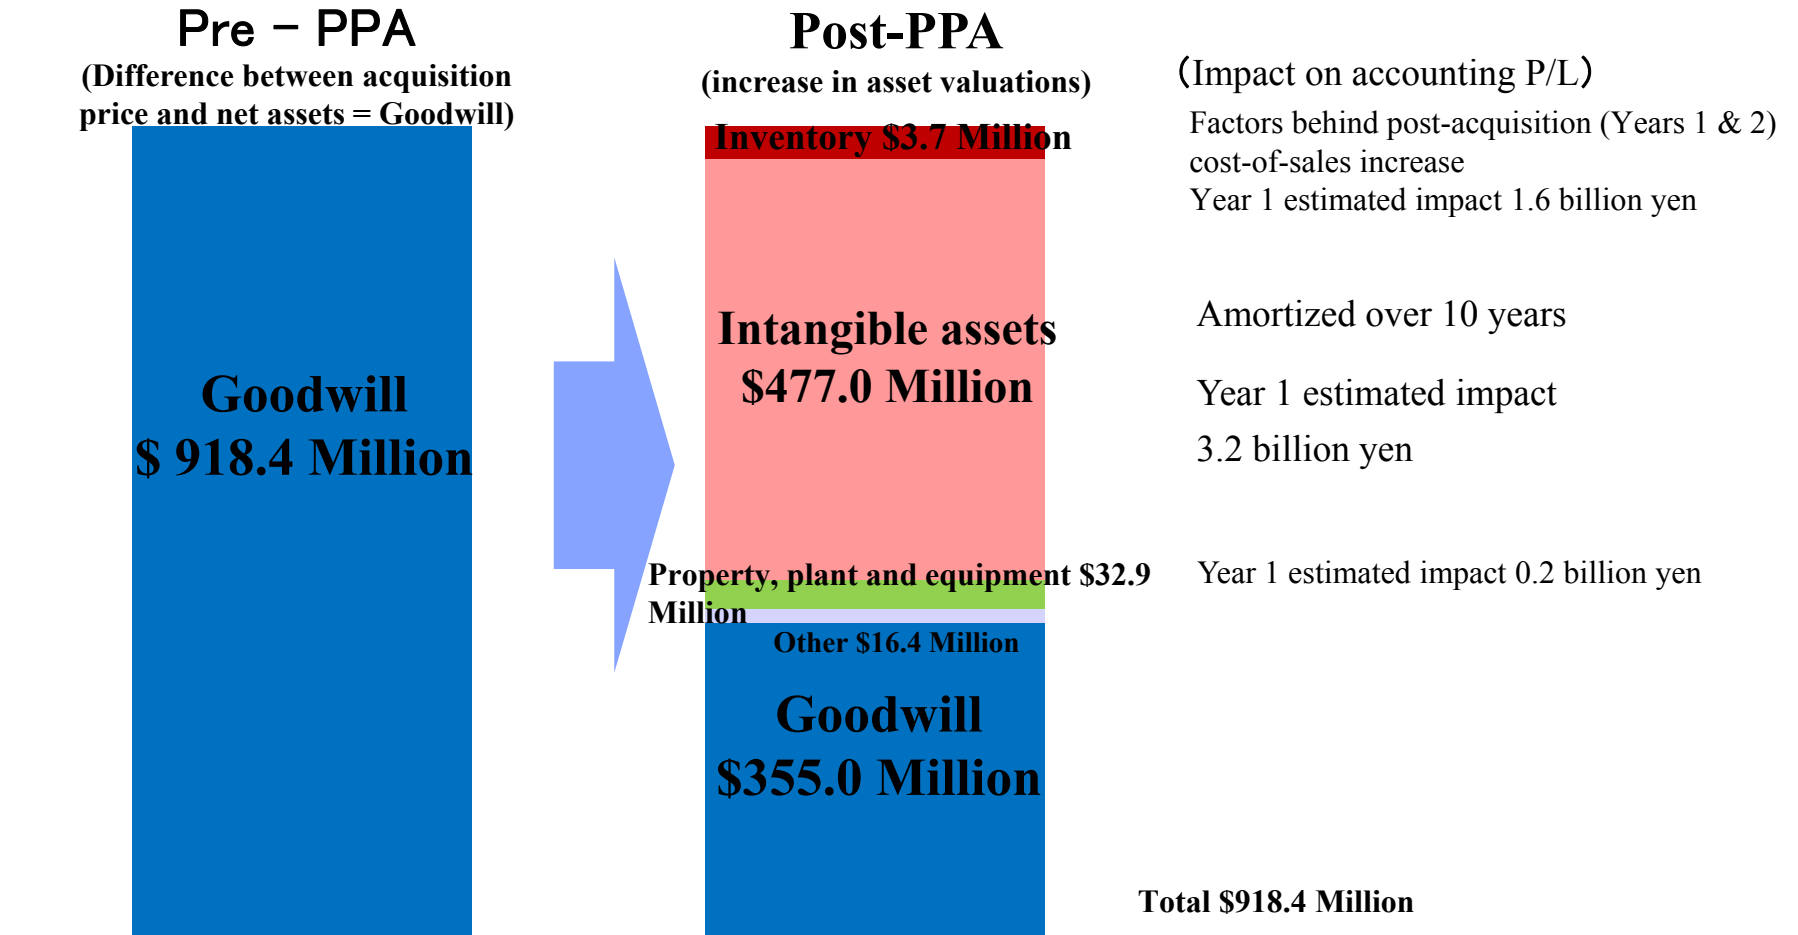 Pre － PPA
(Difference between acquisition
price and net assets = Goodwill)
Goodwill
$ 918.4 Million
Post-PPA
(increase in asset valuations)
Inventory $3.7 Million
Intangible assets
$477.0 Million
Property, plant and equipment $32.9
Million
Other $16.4 Million
Goodwill
$355.0 Million
（Impact on accounting P/L）
Factors behind post-acquisition (Years 1 & 2)
cost-of-sales increase
Year 1 estimated impact 1.6 billion yen
Amortized over 10 years
Year 1 estimated impact
3.2 billion yen
Year 1 estimated impact 0.2 billion yen
Total $918.4 Million